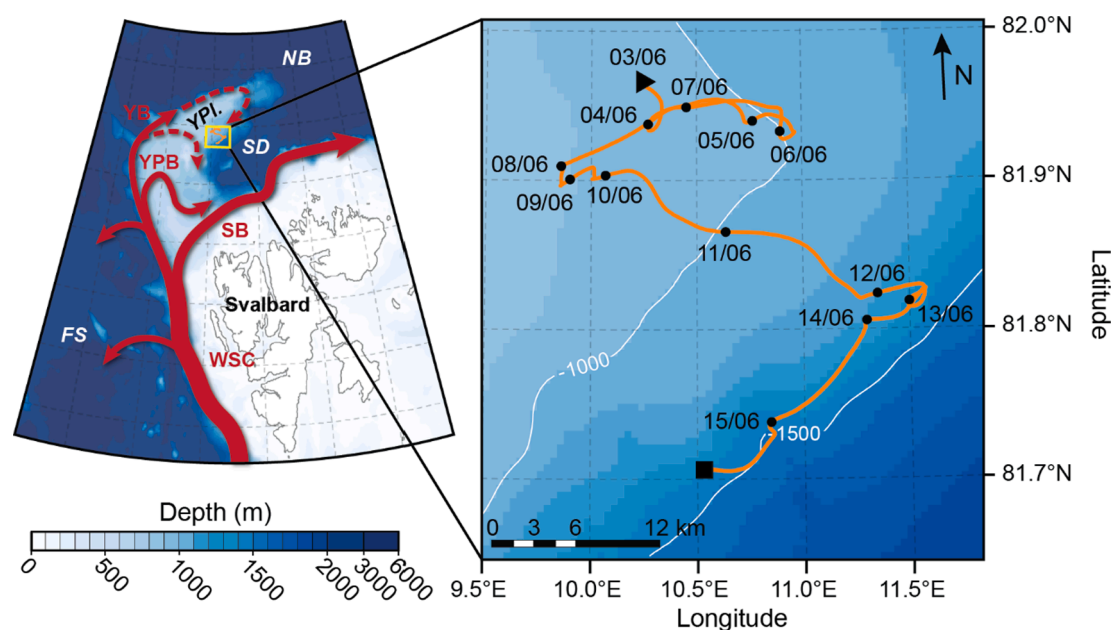 NB
YB
YPl.
YPB
SD
SB
Svalbard
FS
WSC
Depth (m)
0
500
1000
1500
2000
3000
6000
82.0°N
N
03/06
07/06
04/06
05/06
06/06
08/06
81.9°N
09/06
10/06
11/06
12/06
13/06
14/06
81.8°N
Latitude
-1000
15/06
-1500
81.7°N
0 3 6 12 km
9.5°E 10.0°E 10.5°E 11.0°E 11.5°E
Longitude